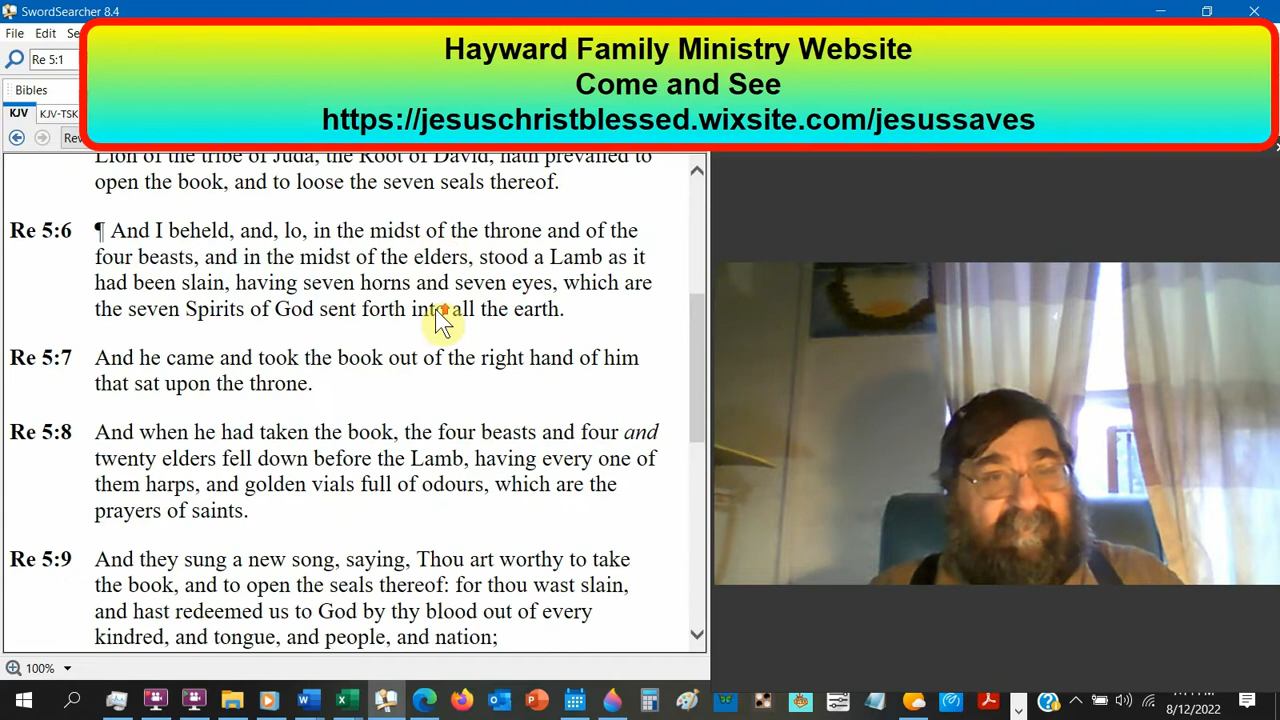 SwordSearcher 8.4
File Edit Se
Re 5:1
Bibles
KJV KJV-TSK
Rev
Hayward Family Ministry Website
Come and See
https://jesuschristblessed.wixsite.com/jesussaves
Lion of the tribe of Juda, the Root of David, hath prevailed to
open the book, and to loose the seven seals thereof.
Re 5:6 ¶ And I beheld, and, lo, in the midst of the throne and of the
four beasts, and in the midst of the elders, stood a Lamb as it
had been slain, having seven horns and seven eyes, which are
the seven Spirits of God sent forth into all the earth.
Re 5:7 And he came and took the book out of the right hand of him
that sat upon the throne.
Re 5:8 And when he had taken the book, the four beasts and four and
twenty elders fell down before the Lamb, having every one of
them harps, and golden vials full of odours, which are the
prayers of saints.
Re 5:9 And they sung a new song, saying, Thou art worthy to take
the book, and to open the seals thereof: for thou wast slain,
and hast redeemed us to God by thy blood out of every
kindred, and tongue, and people, and nation;
100%
8/12/2022